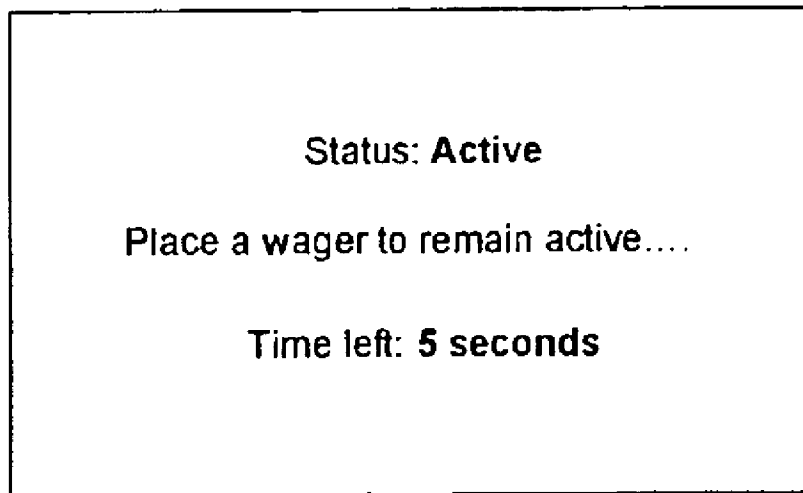 Status: Active
Place a wager to remain active....
Time left: 5 seconds